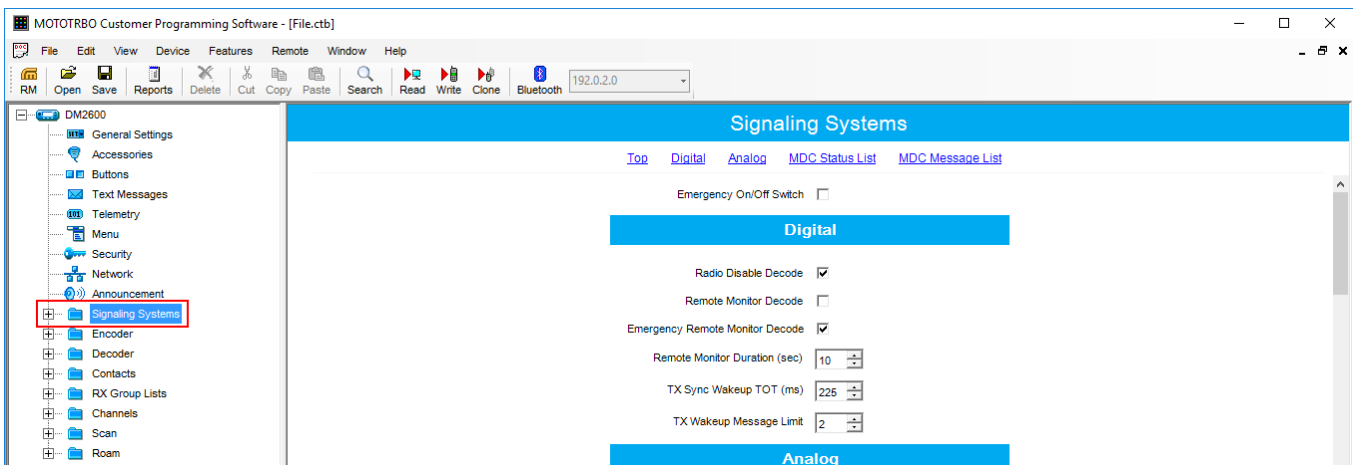 MOTOTRBO Customer Programming Software - [File.ctb]
File Edit View Device Features Remote Window Help
RM Open Save Reports Delete Cut Copy Paste Search Read Write Clone Bluetooth 192.0.2.0
DM2600
General Settings
Accessories
Buttons
Text Messages
Telemetry
Menu
Security
Network
Announcement
Signaling Systems
Encoder
Decoder
Contacts
RX Group Lists
Channels
Scan
Roam
Signaling Systems
Top Digital Analog MDC Status List MDC Message List
Emergency On/Off Switch
Digital
Radio Disable Decode
Remote Monitor Decode
Emergency Remote Monitor Decode
Remote Monitor Duration (sec) 10
TX Sync Wakeup TOT (ms) 225
TX Wakeup Message Limit 2
Analog